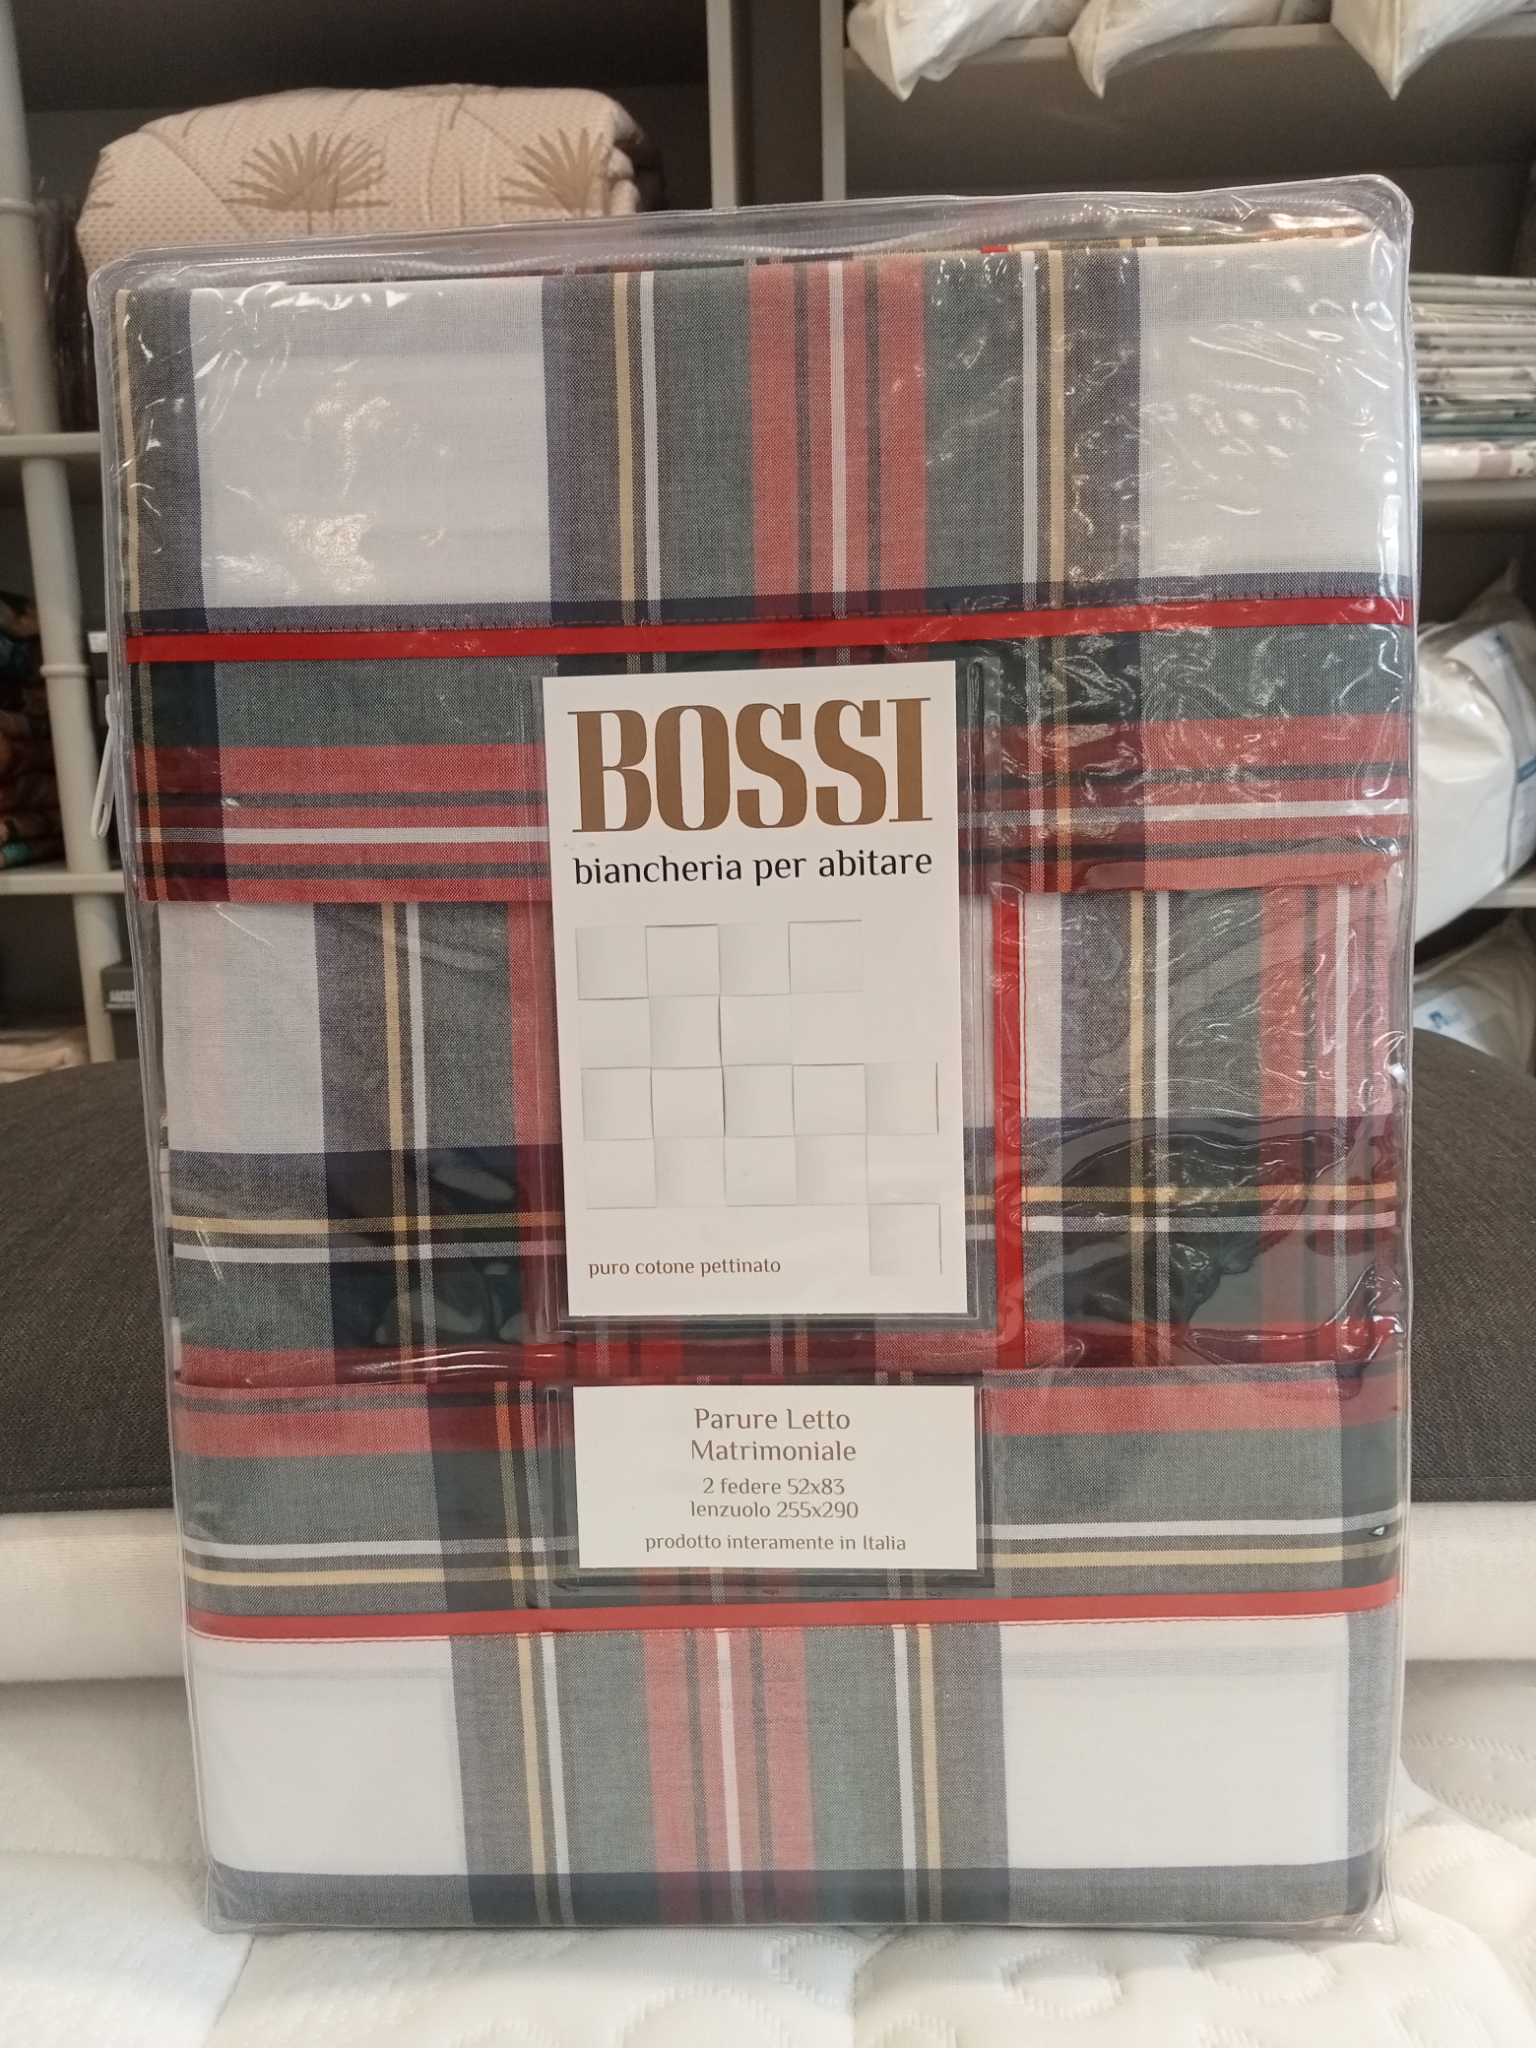 BOSSI
biancheria per abitare
puro cotone pettinato
Parure Letto
Matrimoniale
2 federe 52x83
lenzuolo 255x290
prodotto interamente in Italia